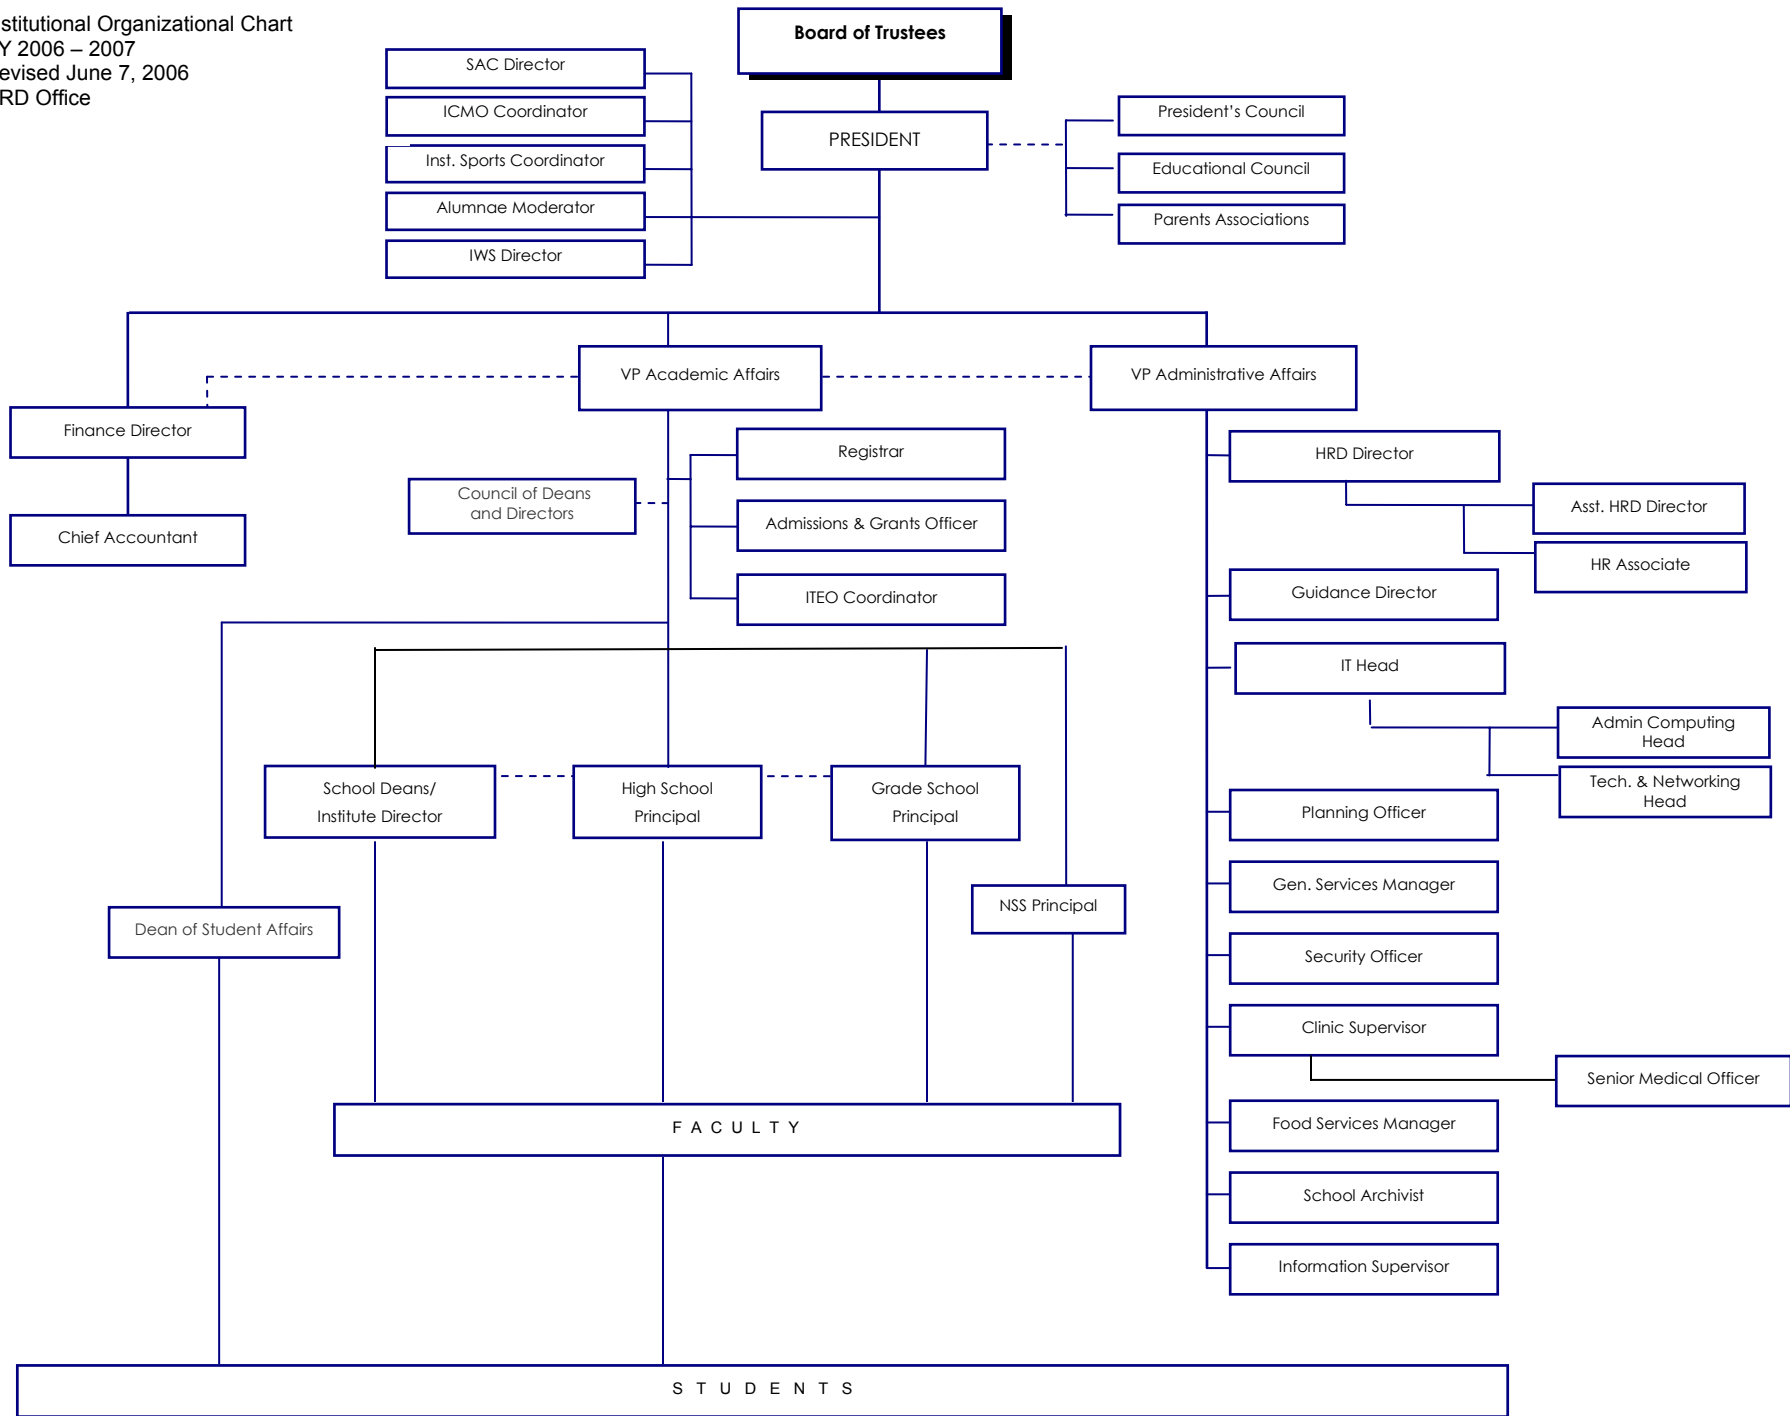 nstitutional Organizational Chart
Y 2006 – 2007
evised June 7, 2006
RD Office
Board of Trustees
SAC Director
ICMO Coordinator
Inst. Sports Coordinator
Alumnae Moderator
IWS Director
PRESIDENT
President's Council
Educational Council
Parents Associations
VP Academic Affairs
VP Administrative Affairs
Finance Director
Chief Accountant
Council of Deans
and Directors
Registrar
Admissions & Grants Officer
ITEO Coordinator
HRD Director
Asst. HRD Director
HR Associate
Guidance Director
IT Head
Admin Computing
Head
Tech. & Networking
Head
School Deans/
Institute Director
High School
Principal
Grade School
Principal
NSS Principal
Dean of Student Affairs
Planning Officer
Gen. Services Manager
Security Officer
Clinic Supervisor
Senior Medical Officer
Food Services Manager
School Archivist
Information Supervisor
F A C U L T Y
S T U D E N T S